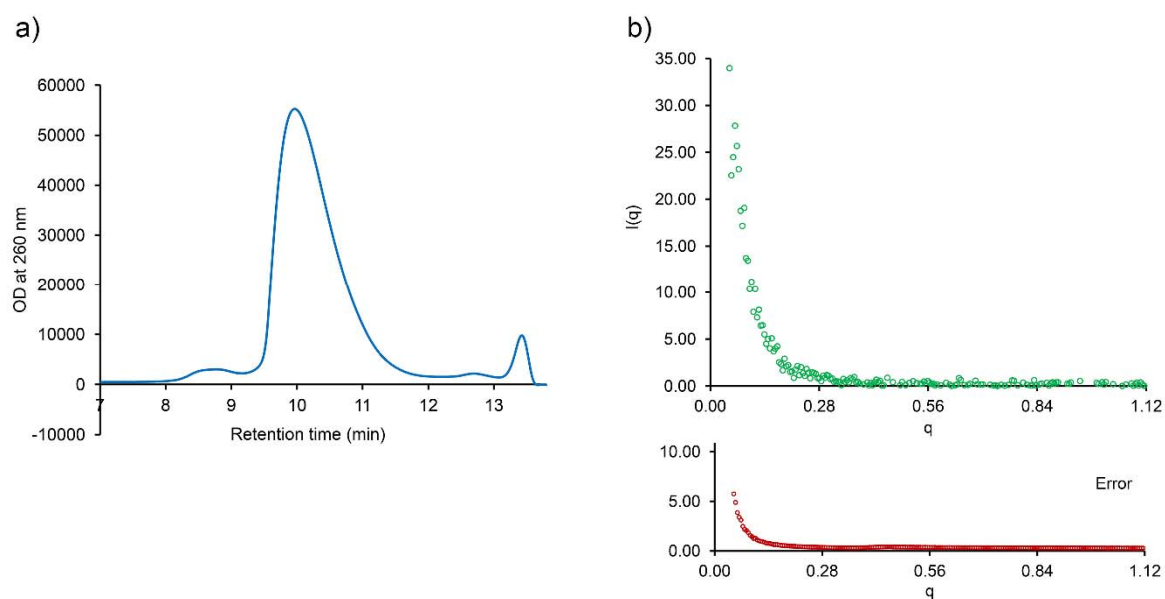 a)
60000
50000
40000
30000
20000
10000
0
-10000
7 8 9 10 11 12 13
OD at 260 nm
Retention time (min)
b)
35.00
30.00
25.00
20.00
15.00
10.00
5.00
0.00
0.00 0.28 0.56 0.84 1.12
I(q)
q
10.00
5.00
0.00
Error
0.00 0.28 0.56 0.84 1.12
q